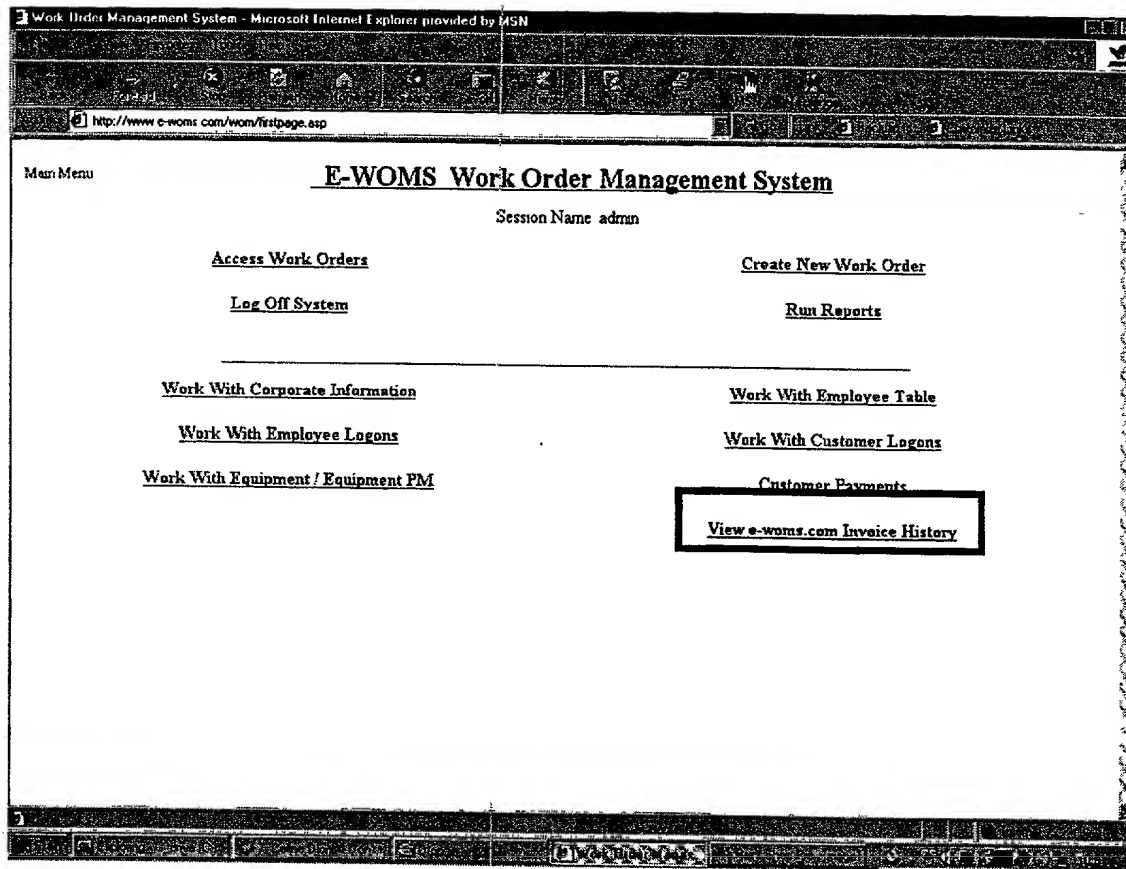 Work Order Management System - Microsoft Internet Explorer provided by MSN
http://www e-woms com/wom/firstpage.asp
Main Menu
E-WOMS Work Order Management System
Session Name admin
Access Work Orders
Create New Work Order
Log Off System
Run Reports
Work With Corporate Information
Work With Employee Table
Work With Employee Logons
Work With Customer Logons
Work With Equipment / Equipment PM
Customer Payments
View e-woms.com Invoice History